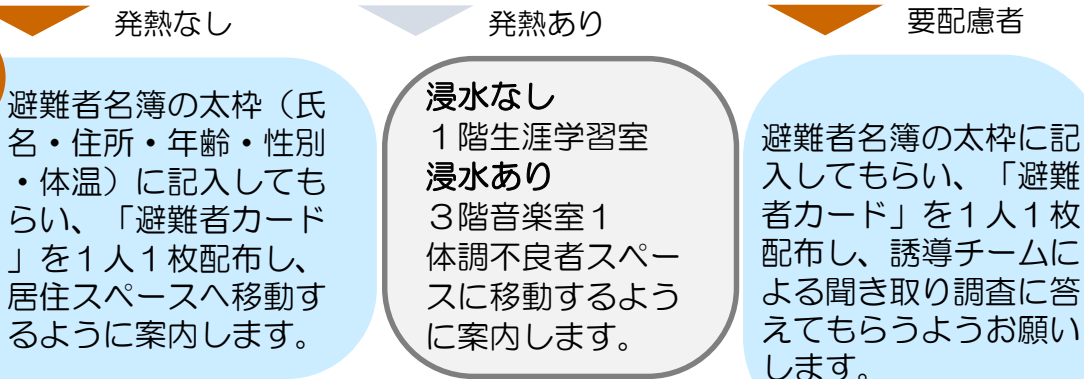 発熱なし
避難者名簿の太枠（氏
名・住所・年齢・性別
・体温）に記入しても
らい、「避難者カード
」を１人１枚配布し、
居住スペースへ移動す
るように案内します。
発熱あり
浸水なし
１階生涯学習室
浸水あり
３階音楽室１
体調不良者スペー
スに移動するよう
に案内します。
要配慮者
避難者名簿の太枠に記
入してもらい、「避難
者カード」を１人１枚
配布し、誘導チームに
よる聞き取り調査に答
えてもらうようお願い
します。